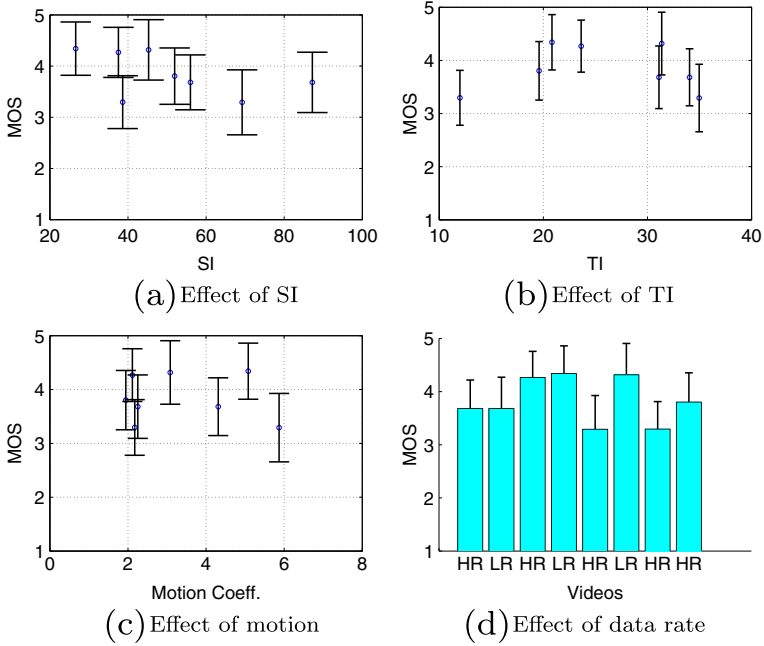 5
4
3
2
1
MOS
20 40 60 80 100
SI
(a) Effect of SI
5
4
3
2
1
MOS
10 20 30 40
TI
(b) Effect of TI
5
4
3
2
1
MOS
0 2 4 6 8
Motion Coeff.
(c) Effect of motion
5
4
3
2
1
MOS
HR LR HR LR HR LR HR HR
Videos
(d) Effect of data rate